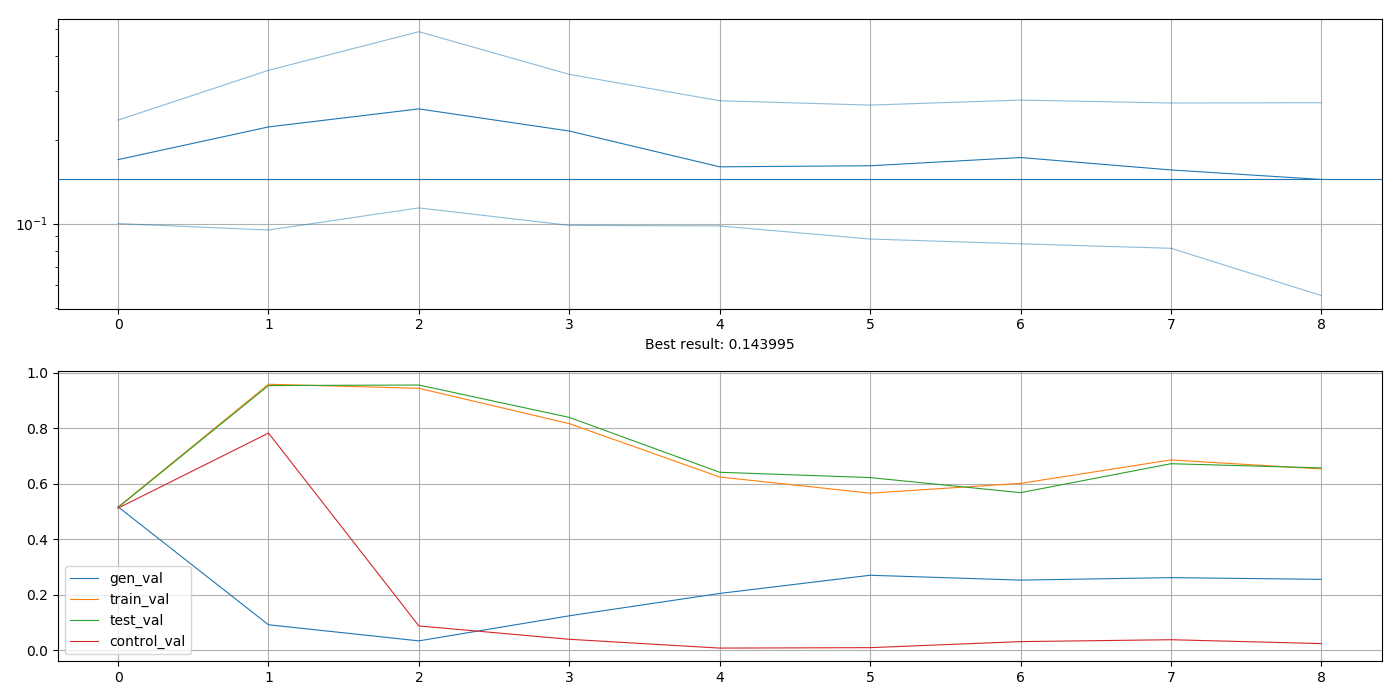 10⁻¹
0 1 2 3 4 5 6 7 8
Best result: 0.143995
1.0
0.8
0.6
0.4
0.2
0.0
gen_val
train_val
test_val
control_val
0 1 2 3 4 5 6 7 8